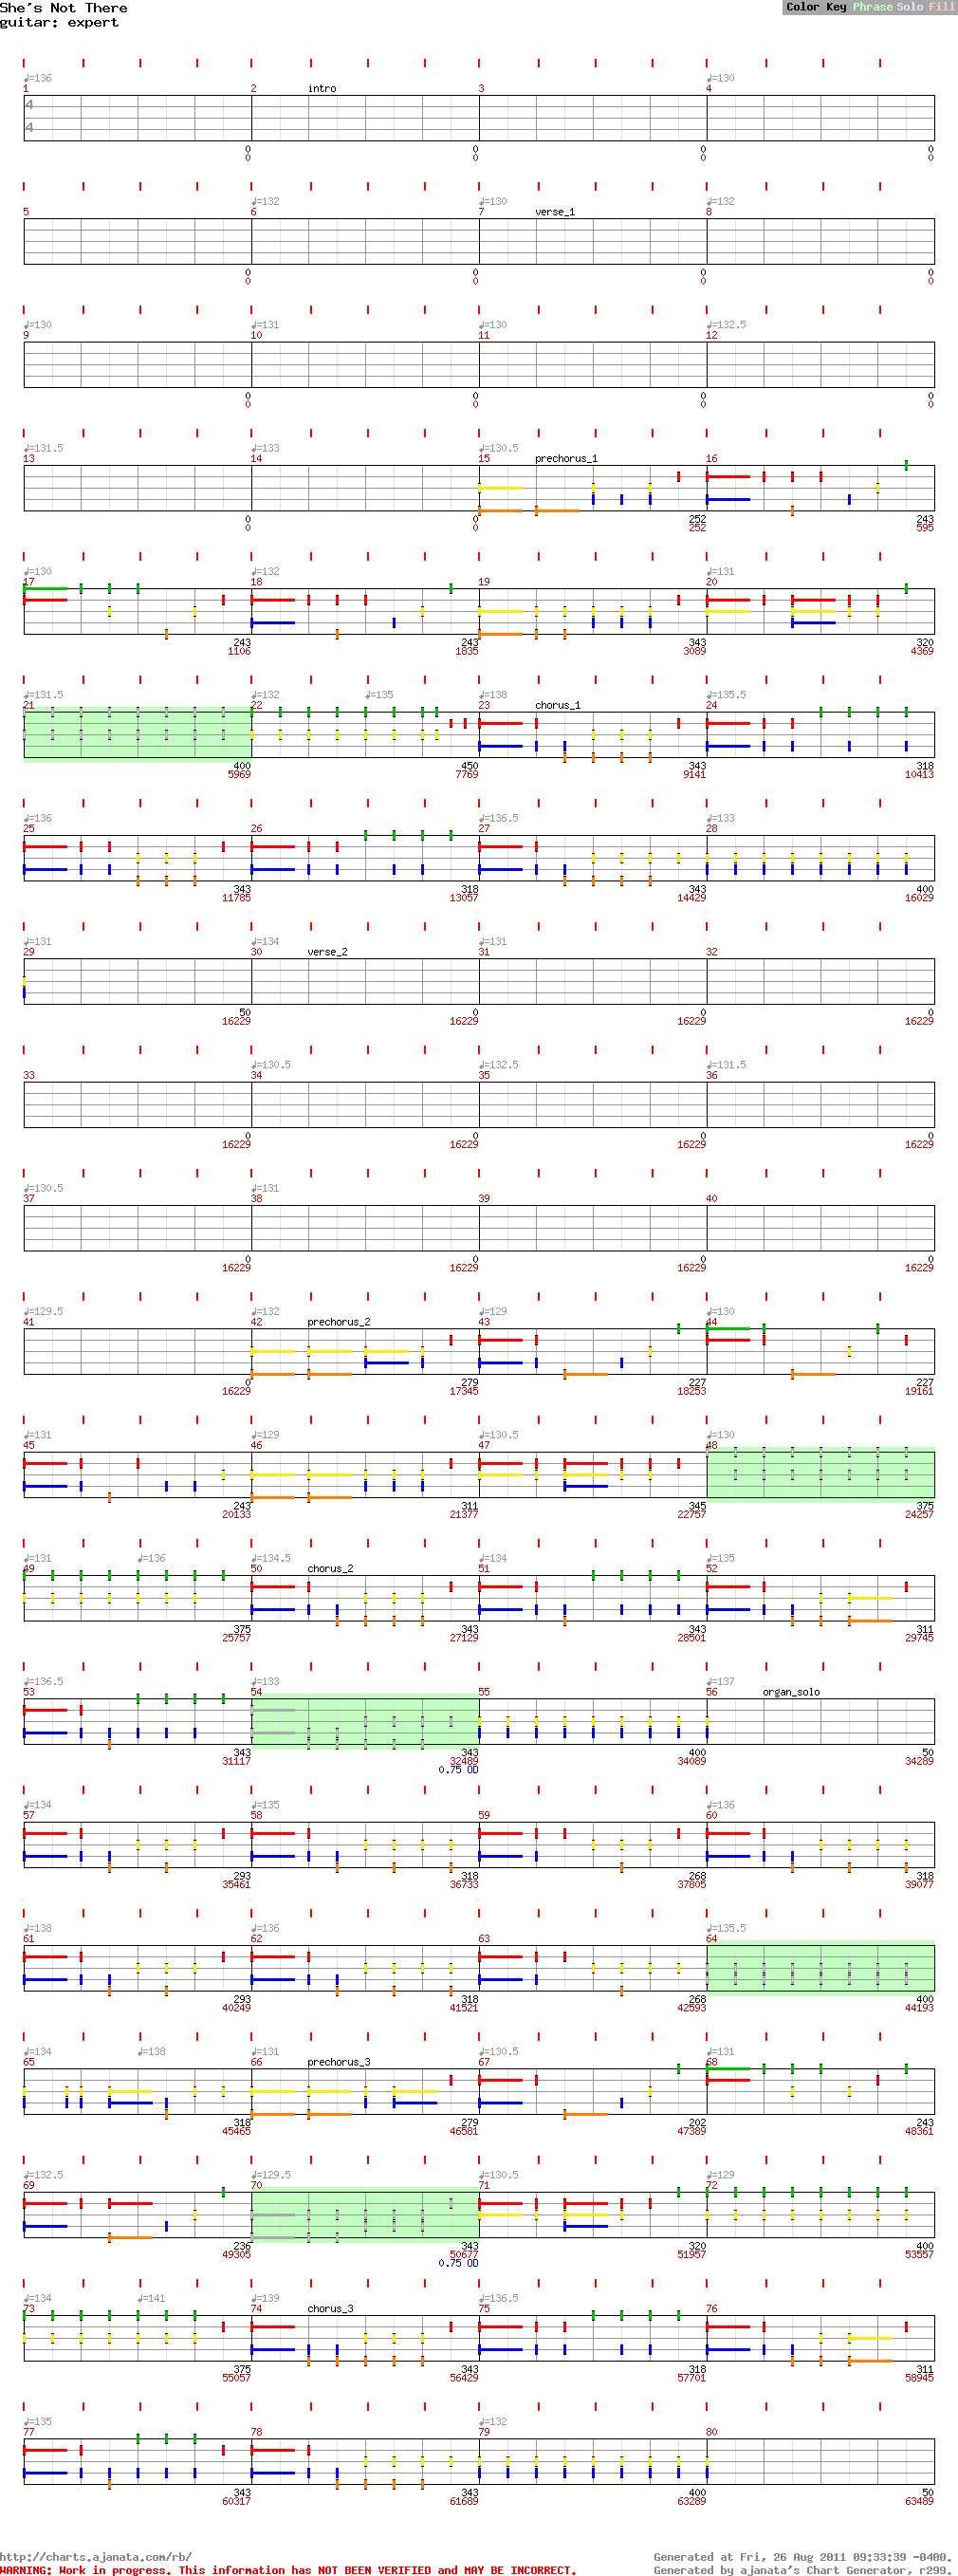 She's Not There
guitar: expert
Color Key Phrase Solo Fill
♩=136 ♩=130
1 2 intro 3 4
4
4
0 0 0 0
0 0 0 0
♩=132 ♩=130 ♩=132
5 6 7 verse_1 8
0 0 0 0
0 0 0 0
♩=130 ♩=131 ♩=130 ♩=132.5
9 10 11 12
0 0 0 0
0 0 0 0
♩=131.5 ♩=133 ♩=130.5
13 14 15 prechorus_1 16
0 0 252 243
0 0 252 595
♩=130 ♩=132 ♩=131
17 18 19 20
243 243 343 320
1106 1835 3089 4369
♩=131.5 ♩=132 ♩=135 ♩=138 ♩=135.5
21 22 23 chorus_1 24
400 450 343 318
5969 7769 9141 10413
♩=136 ♩=136.5 ♩=133
25 26 27 28
343 318 343 400
11785 13057 14429 16029
♩=131 ♩=134 ♩=131
29 30 verse_2 31 32
50 0 0 0
16229 16229 16229 16229
♩=130.5 ♩=132.5 ♩=131.5
33 34 35 36
0 0 0 0
16229 16229 16229 16229
♩=130.5 ♩=131
37 38 39 40
0 0 0 0
16229 16229 16229 16229
♩=129.5 ♩=132 ♩=129 ♩=130
41 42 prechorus_2 43 44
0 279 227 227
16229 17345 18253 19161
♩=131 ♩=129 ♩=130.5 ♩=130
45 46 47 48
243 311 345 375
20133 21377 22757 24257
♩=131 ♩=136 ♩=134.5 ♩=134 ♩=135
49 50 chorus_2 51 52
375 343 343 311
25757 27129 28501 29745
♩=136.5 ♩=133 ♩=137
53 54 55 56 organ_solo
343 343 400 50
31117 32489 34089 34289
0.75 OD
♩=134 ♩=135 ♩=136
57 58 59 60
293 318 268 318
35461 36733 37805 39077
♩=138 ♩=136 ♩=135.5
61 62 63 64
293 318 268 400
40249 41521 42593 44193
♩=134 ♩=138 ♩=131 ♩=130.5 ♩=131
65 66 prechorus_3 67 68
318 279 202 243
45465 46581 47389 48361
♩=132.5 ♩=129.5 ♩=130.5 ♩=129
69 70 71 72
236 343 320 400
49305 50677 51957 53557
0.75 OD
♩=134 ♩=141 ♩=139 ♩=136.5
73 74 chorus_3 75 76
375 343 318 311
55057 56429 57701 58945
♩=135 ♩=132
77 78 79 80
343 343 400 50
60317 61689 63289 63489
http://charts.ajanata.com/rb/ Generated at Fri, 26 Aug 2011 09:33:39 -0400.
WARNING: Work in progress. This information has NOT BEEN VERIFIED and MAY BE INCORRECT. Generated by ajanata's Chart Generator, r299.